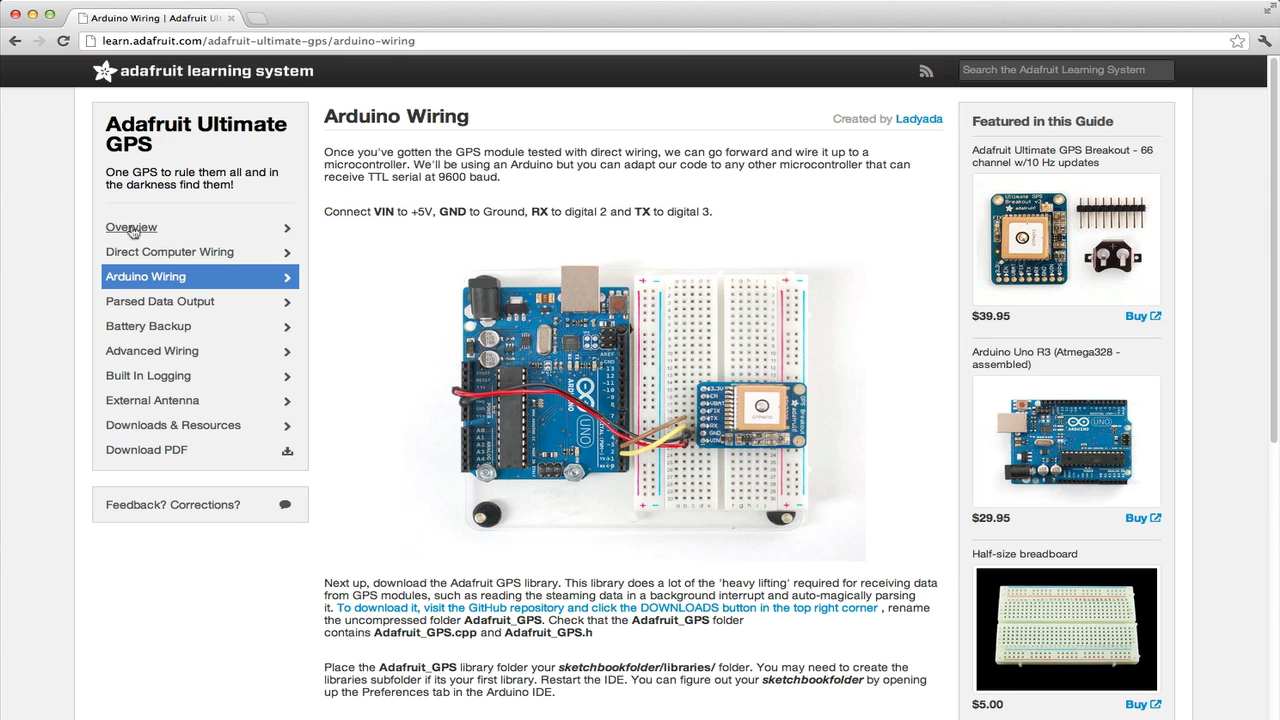 Arduino Wiring | Adafruit Ul
learn.adafruit.com/adafruit-ultimate-gps/arduino-wiring
adafruit learning system
Search the Adafruit Learning System
Adafruit Ultimate
GPS
One GPS to rule them all and in
the darkness find them!
Overview
Direct Computer Wiring
Arduino Wiring
Parsed Data Output
Battery Backup
Advanced Wiring
Built In Logging
External Antenna
Downloads & Resources
Download PDF
Feedback? Corrections?
Arduino Wiring
Created by Ladyada
Once you've gotten the GPS module tested with direct wiring, we can go forward and wire it up to a
microcontroller. We'll be using an Arduino but you can adapt our code to any other microcontroller that can
receive TTL serial at 9600 baud.
Connect VIN to +5V, GND to Ground, RX to digital 2 and TX to digital 3.
Next up, download the Adafruit GPS library. This library does a lot of the 'heavy lifting' required for receiving data
from GPS modules, such as reading the steaming data in a background interrupt and auto-magically parsing
it. To download it, visit the GitHub repository and click the DOWNLOADS button in the top right corner , rename
the uncompressed folder Adafruit_GPS. Check that the Adafruit_GPS folder
contains Adafruit_GPS.cpp and Adafruit_GPS.h
Place the Adafruit_GPS library folder your sketchbookfolder/libraries/ folder. You may need to create the
libraries subfolder if its your first library. Restart the IDE. You can figure out your sketchbookfolder by opening
up the Preferences tab in the Arduino IDE.
Featured in this Guide
Adafruit Ultimate GPS Breakout - 66
channel w/10 Hz updates
Ultimate GPS
Breakout v3
adafruit!
$39.95
Buy
Arduino Uno R3 (Atmega328 -
assembled)
UNO
ARDUINO
$29.95
Buy
Half-size breadboard
$5.00
Buy